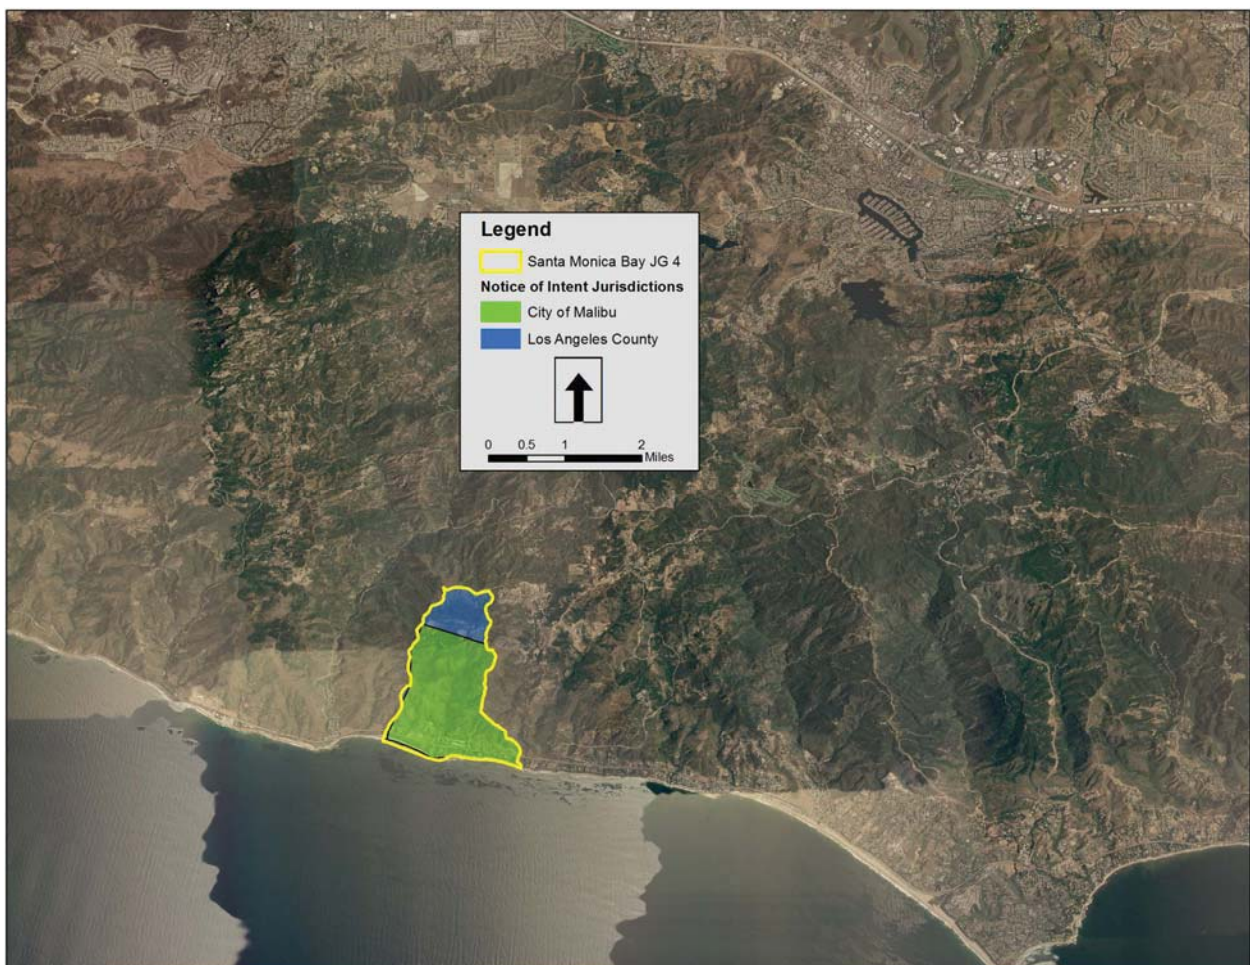 Legend
Santa Monica Bay JG 4
Notice of Intent Jurisdictions
City of Malibu
Los Angeles County
0 0.5 1 2
Miles